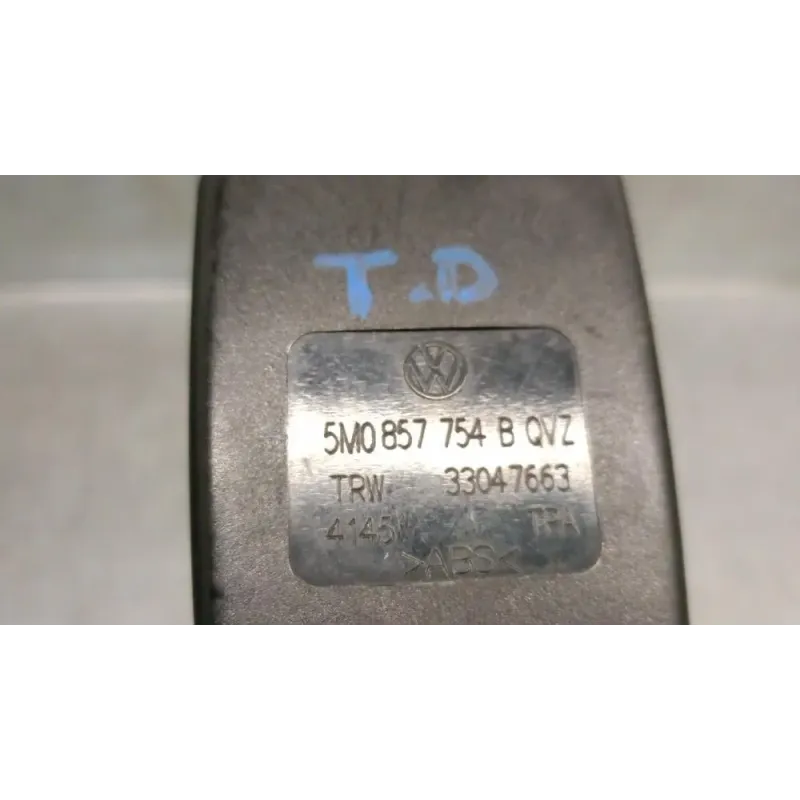 T.D
5M0 857 754 B QVZ
TRW. 33047663
4145
>ABS<